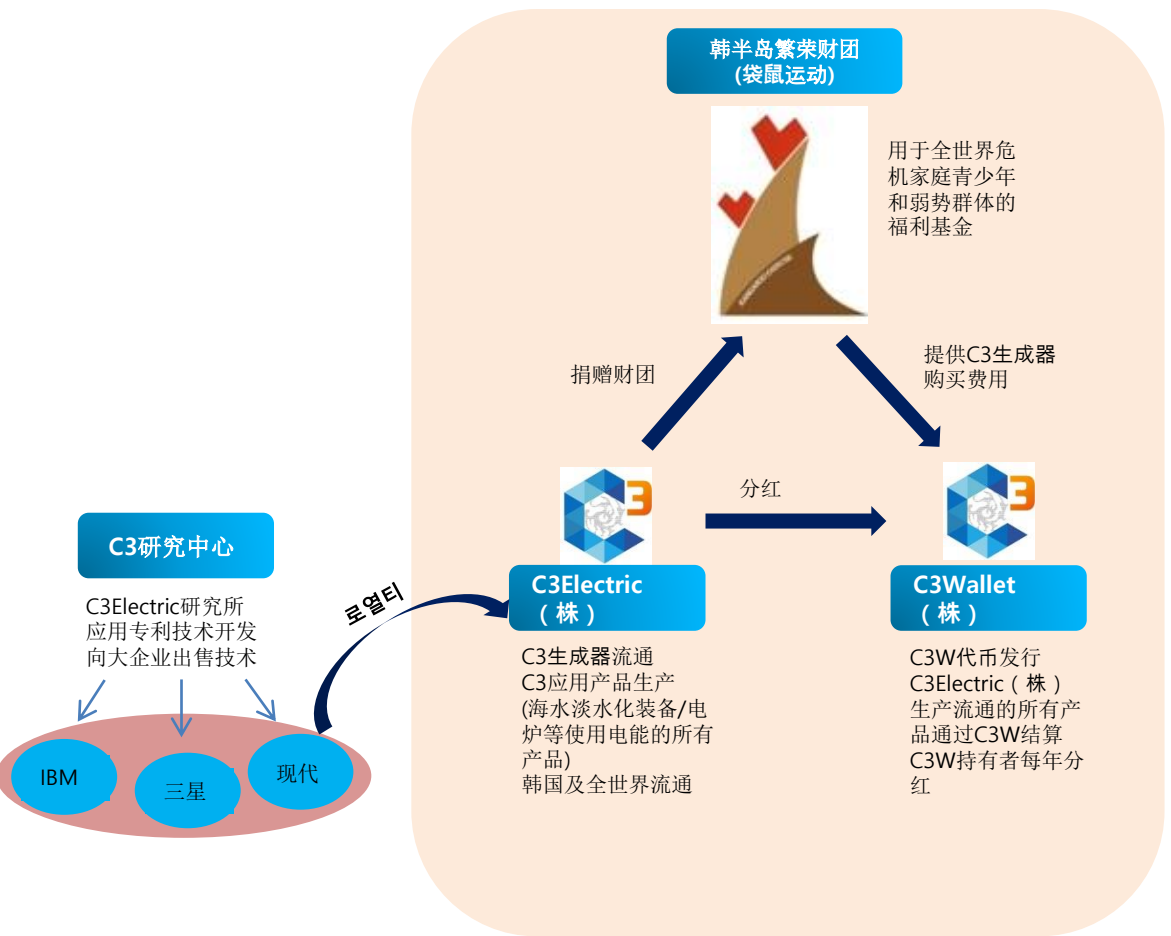 韩半岛繁荣财团
(袋鼠运动)
用于全世界危
机家庭青少年
和弱势群体的
福利基金
捐赠财团
提供C3生成器
购买费用
3
分红
3
C3研究中心
C3Electric研究所
应用专利技术开发
向大企业出售技术
IBM
三星
现代
로열티
C3Electric
（株）
C3生成器流通
C3应用产品生产
(海水淡水化装备/电
炉等使用电能的所有
产品)
韩国及全世界流通
C3Wallet
（株）
C3W代币发行
C3Electric（株）
生产流通的所有产
品通过C3W结算
C3W持有者每年分
红